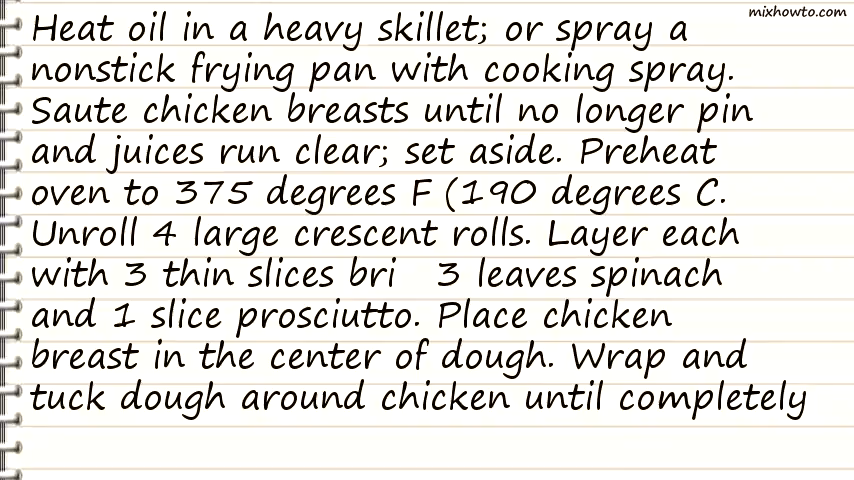 mixhowto.com
Heat oil in a heavy skillet; or spray a
nonstick frying pan with cooking spray.
Saute chicken breasts until no longer pin
and juices run clear; set aside. Preheat
oven to 375 degrees F (190 degrees C.
Unroll 4 large crescent rolls. Layer each
with 3 thin slices bri   3 leaves spinach
and 1 slice prosciutto. Place chicken
breast in the center of dough. Wrap and
tuck dough around chicken until completely